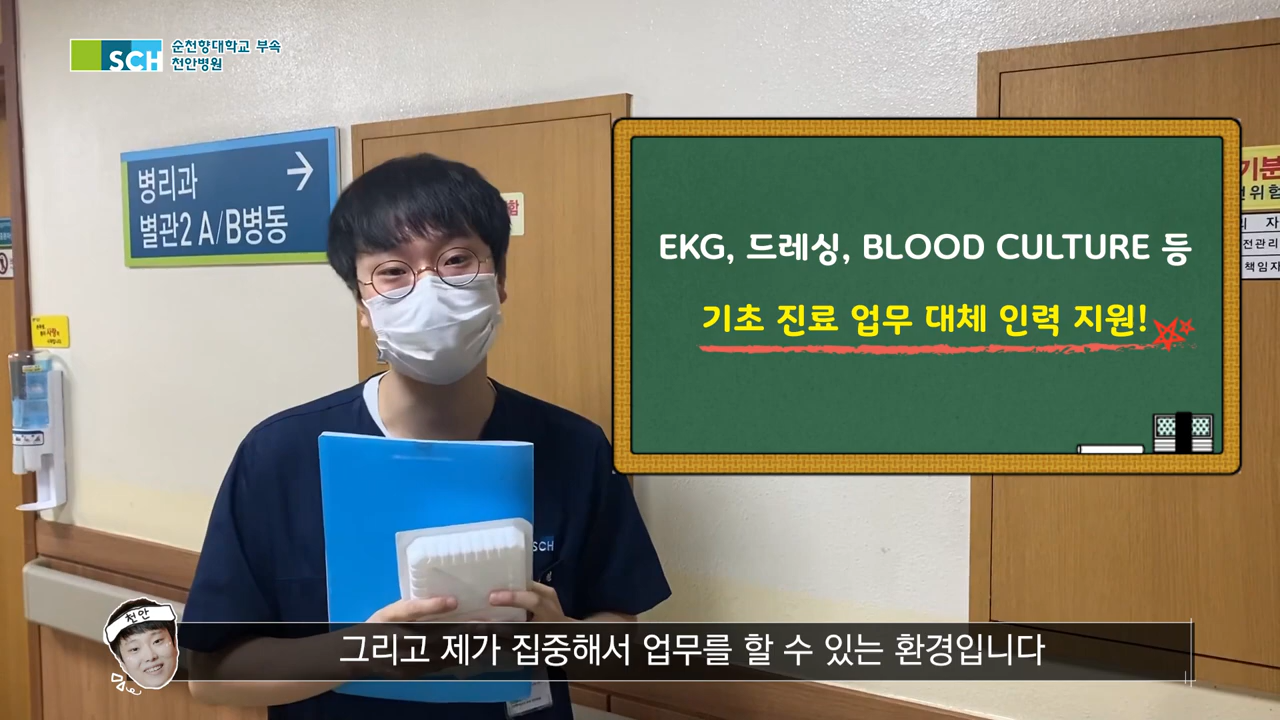 SCH 순천향대학교 부속
천안병원
병리과
별관2 A/B병동
EKG, 드레싱, BLOOD CULTURE 등
기초 진료 업무 대체 인력 지원!
SCH
천안
그리고 제가 집중해서 업무를 할 수 있는 환경입니다